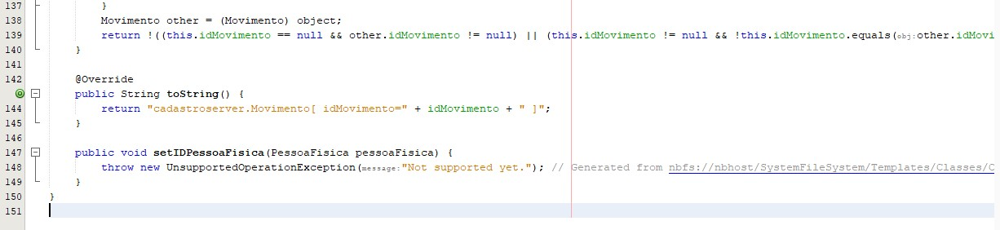 137 }
138 Movimento other = (Movimento) object;
139 return !((this.idMovimento == null && other.idMovimento != null) || (this.idMovimento != null && !this.idMovimento.equals(obj:other.idMovi
140 }
141
142 @Override
public String toString() {
144 return "cadastroserver.Movimento[ idMovimento=" + idMovimento + " ]";
145 }
146
147 public void setIDPessoaFisica(PessoaFisica pessoaFisica) {
148 throw new UnsupportedOperationException(message:"Not supported yet."); // Generated from nbfs://nbhost/SystemFileSystem/Templates/Classes/C
149 }
150 }
151